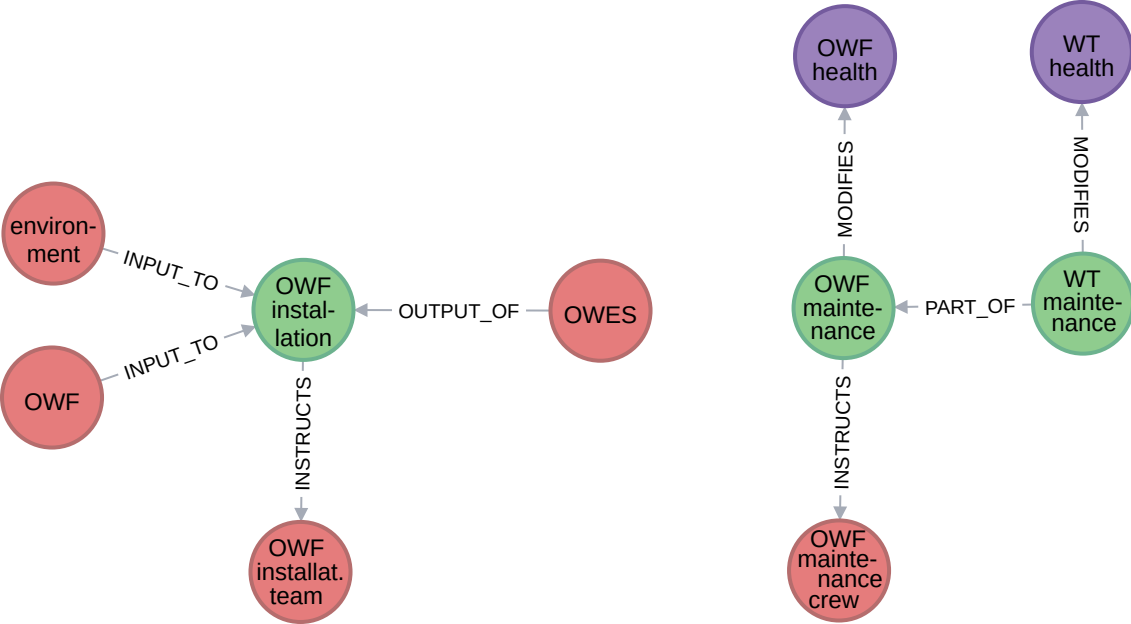 environ-
ment
INPUT_TO
OWF
INPUT_TO
OWF
instal-
lation
OUTPUT_OF
OWES
INSTRUCTS
OWF
installat.
team
OWF
health
WT
health
MODIFIES
MODIFIES
OWF
mainte-
nance
PART_OF
WT
mainte-
nance
INSTRUCTS
OWF
mainte-
nance
crew